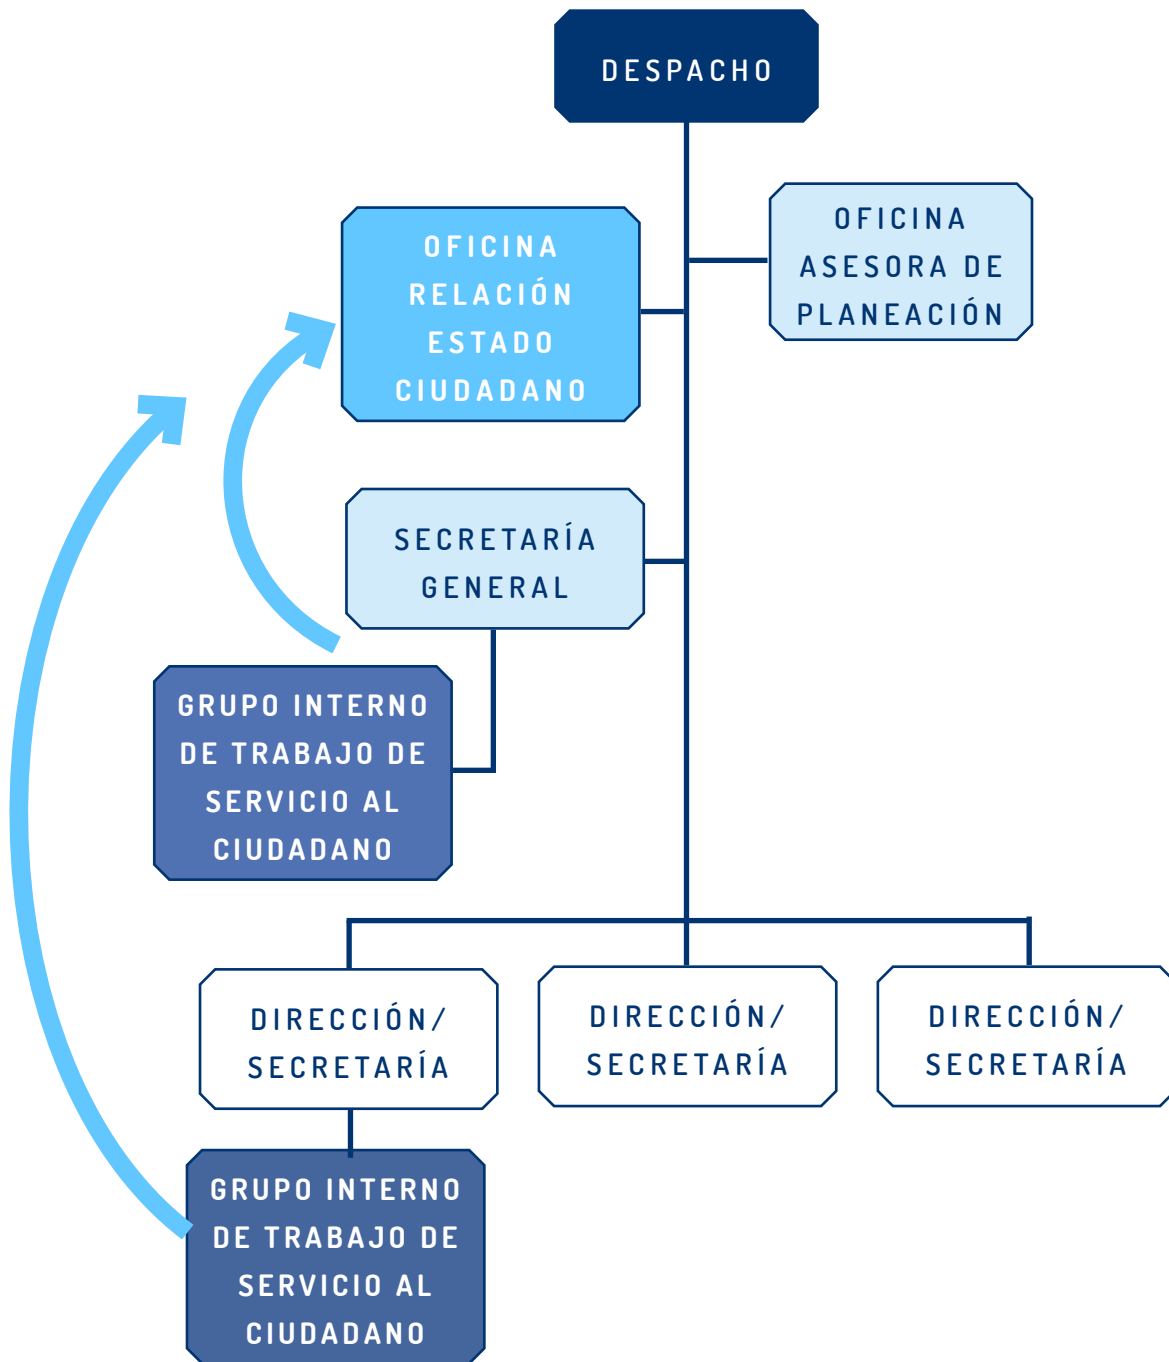 DESPACHO
OFICINA
ASESORA DE
PLANEACIÓN
OFICINA
RELACIÓN
ESTADO
CIUDADANO
SECRETARÍA
GENERAL
GRUPO INTERNO
DE TRABAJO DE
SERVICIO AL
CIUDADANO
DIRECCIÓN/
SECRETARÍA
DIRECCIÓN/
SECRETARÍA
DIRECCIÓN/
SECRETARÍA
GRUPO INTERNO
DE TRABAJO DE
SERVICIO AL
CIUDADANO